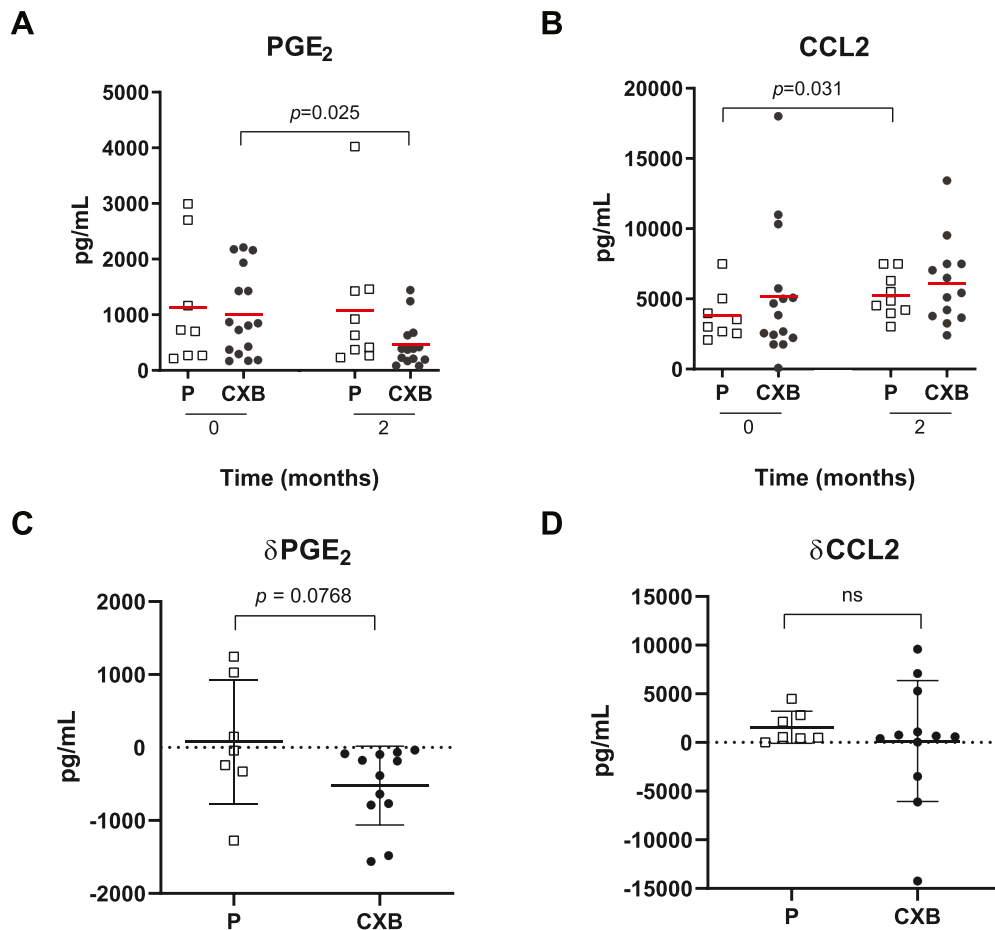 A
PGE2
5000
4000
3000
2000
1000
0
pg/mL
p=0.025
P
CXB
P
CXB
0
2
B
CCL2
20000
15000
10000
5000
0
pg/mL
p=0.031
P
CXB
P
CXB
0
2
Time (months)
Time (months)
C
δPGE2
2000
1000
0
-1000
-2000
pg/mL
p = 0.0768
P
CXB
D
δCCL2
15000
10000
5000
0
-5000
-10000
-15000
pg/mL
ns
P
CXB